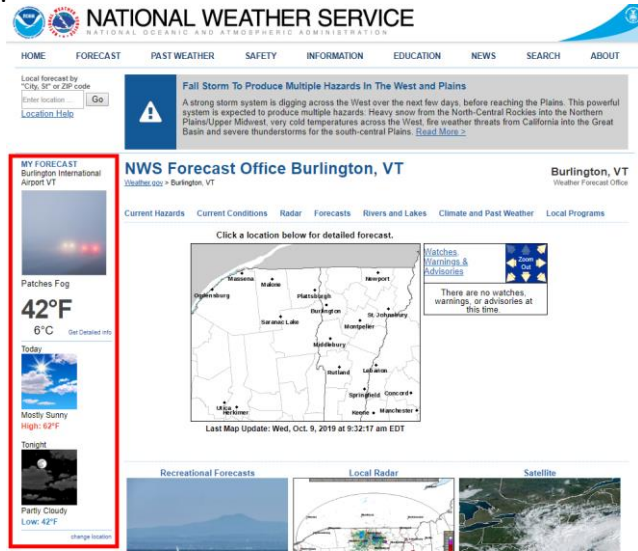 NATIONAL WEATHER SERVICE
NATIONAL OCEANIC AND ATMOSPHERIC ADMINISTRATION
HOME FORECAST PAST WEATHER SAFETY INFORMATION EDUCATION NEWS SEARCH ABOUT
Local forecast by
"City, St" or ZIP code
Enter location ...
Go
Location Help
Fall Storm To Produce Multiple Hazards In The West and Plains
A strong storm system is digging across the West over the next few days, before reaching the Plains. This powerful
system is expected to produce multiple hazards: Heavy snow from the North-Central Rockies into the Northern
Plains/Upper Midwest, very cold temperatures across the West, fire weather threats from California into the Great
Basin and severe thunderstorms for the south-central Plains. Read More >
MY FORECAST
Burlington International
Airport VT
Patches Fog
42°F
6°C
Get Detailed info
Today
Mostly Sunny
High: 62°F
Tonight
Partly Cloudy
Low: 42°F
change location
NWS Forecast Office Burlington, VT
Weather.gov > Burlington, VT
Burlington, VT
Weather Forecast Office
Current Hazards Current Conditions Radar Forecasts Rivers and Lakes Climate and Past Weather Local Programs
Click a location below for detailed forecast.
Massena
Malone
Newport
Ogdensburg
Plattsburgh
Burlington
St. Johnsbury
Saranac Lake
Montpelier
Middlebury
Rutland
Lebanon
Springfield
Concord
Utica
Herkimer
Keene
Manchester
Last Map Update: Wed, Oct. 9, 2019 at 9:32:17 am EDT
Watches,
Warnings &
Advisories
Zoom
Out
There are no watches,
warnings, or advisories at
this time.
Recreational Forecasts
Local Radar
Satellite